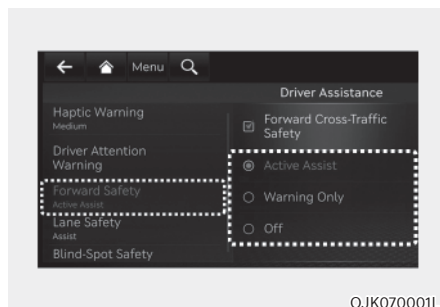 Menu
Driver Assistance
Haptic Warning
Medium
Driver Attention
Warning
Forward Safety
Active Assist
Lane Safety
Assist
Blind-Spot Safety
Forward Cross-Traffic
Safety
Active Assist
Warning Only
Off
OJK070001L